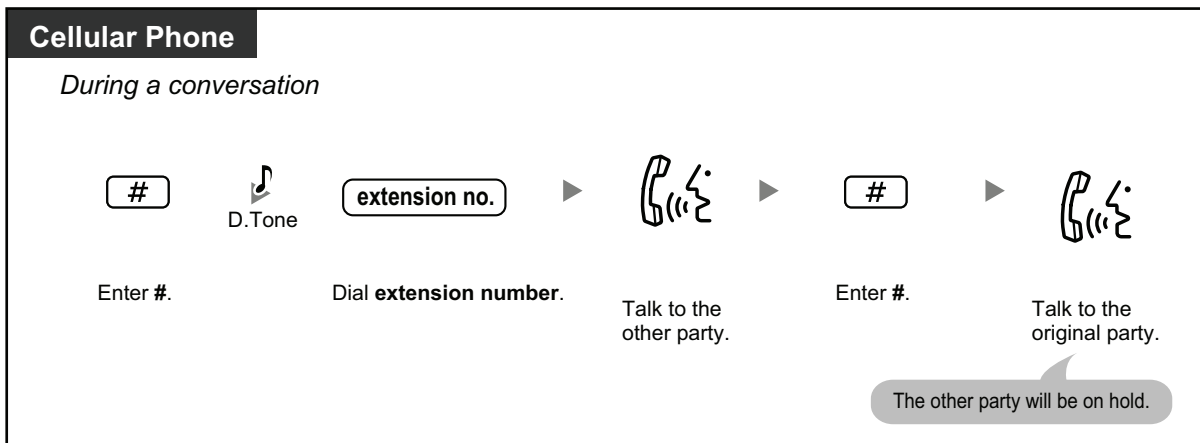 Cellular Phone
During a conversation
#
D.Tone
extension no.
#
Enter #.
Dial extension number.
Talk to the
other party.
Enter #.
Talk to the
original party.
The other party will be on hold.